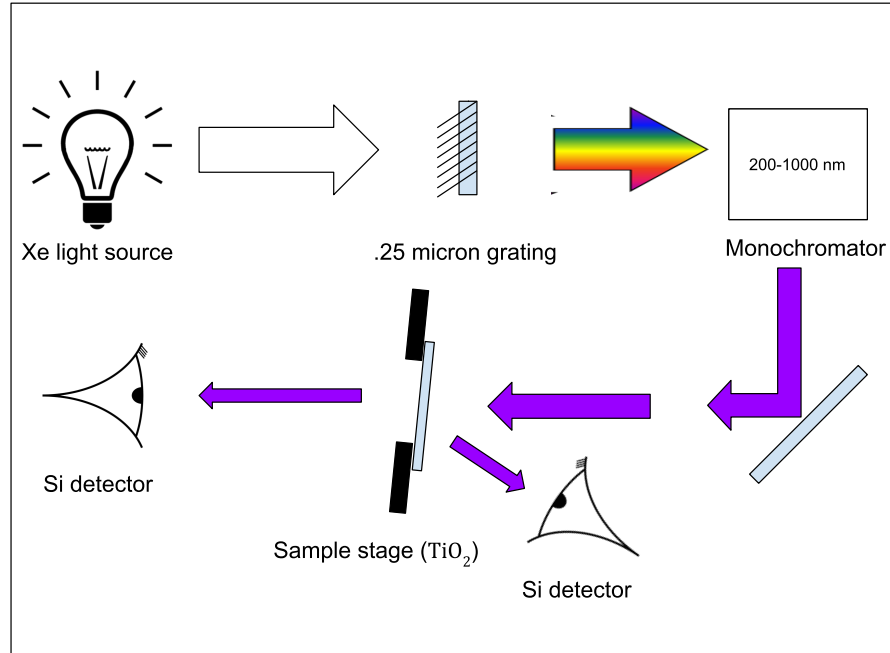 200-1000 nm
Xe light source
.25 micron grating
Monochromator
Si detector
Sample stage (TiO₂)
Si detector